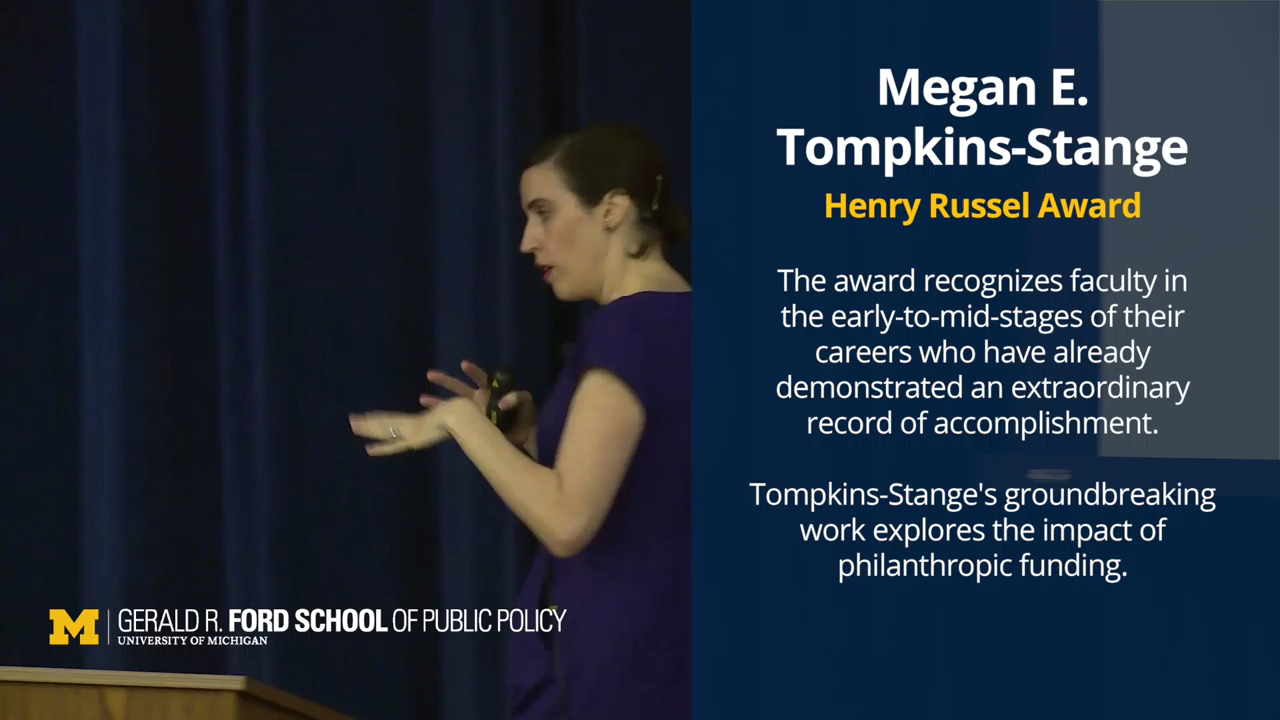 Megan E.
Tompkins-Stange
Henry Russel Award
The award recognizes faculty in
the early-to-mid-stages of their
careers who have already
demonstrated an extraordinary
record of accomplishment.
Tompkins-Stange's groundbreaking
work explores the impact of
philanthropic funding.
M
GERALD R. FORD SCHOOL OF PUBLIC POLICY
UNIVERSITY OF MICHIGAN